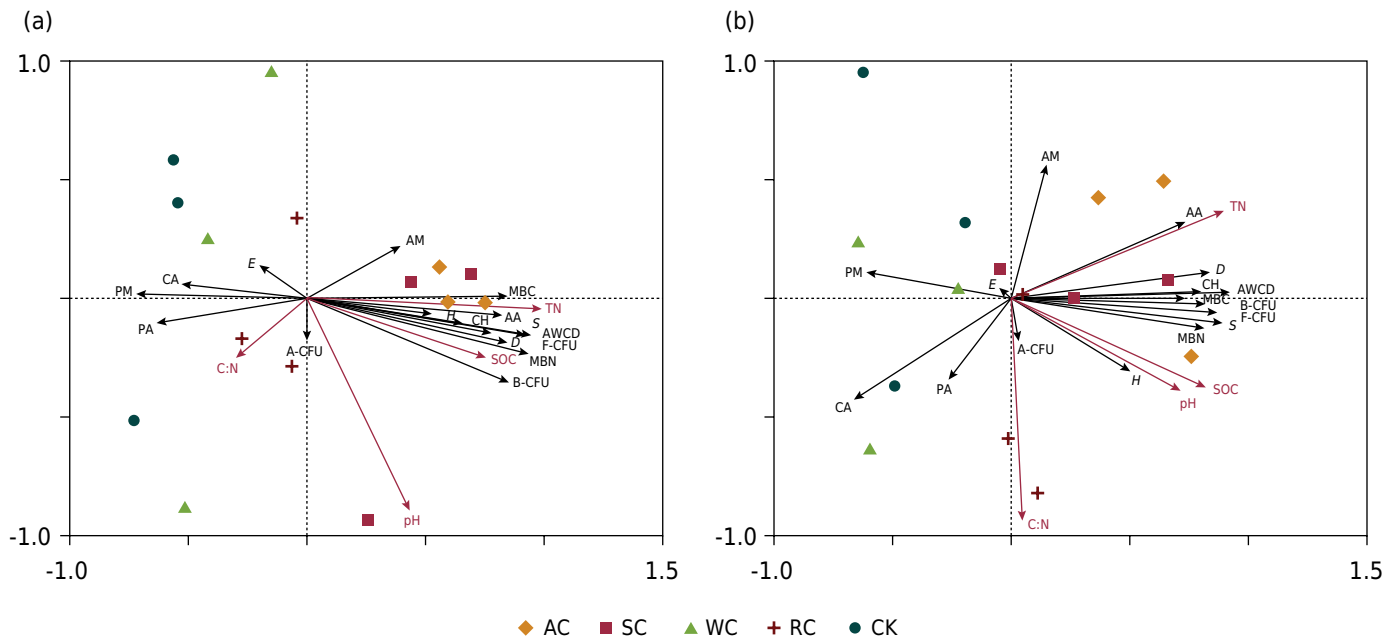 (a)
(b)
1.0
1.0
AM
AM
TN
AA
E
CA
PM
PA
MBC
TN
H
CH
AA
S
AWCD
D
F-CFU
A-CFU
SOC
MBN
C:N
B-CFU
pH
D
PM
E
CH
AWCD
MBC
B-CFU
F-CFU
S
MBN
A-CFU
H
PA
SOC
CA
pH
C:N
-1.0
-1.0
-1.0
1.5
-1.0
1.5
AC
SC
WC
RC
CK